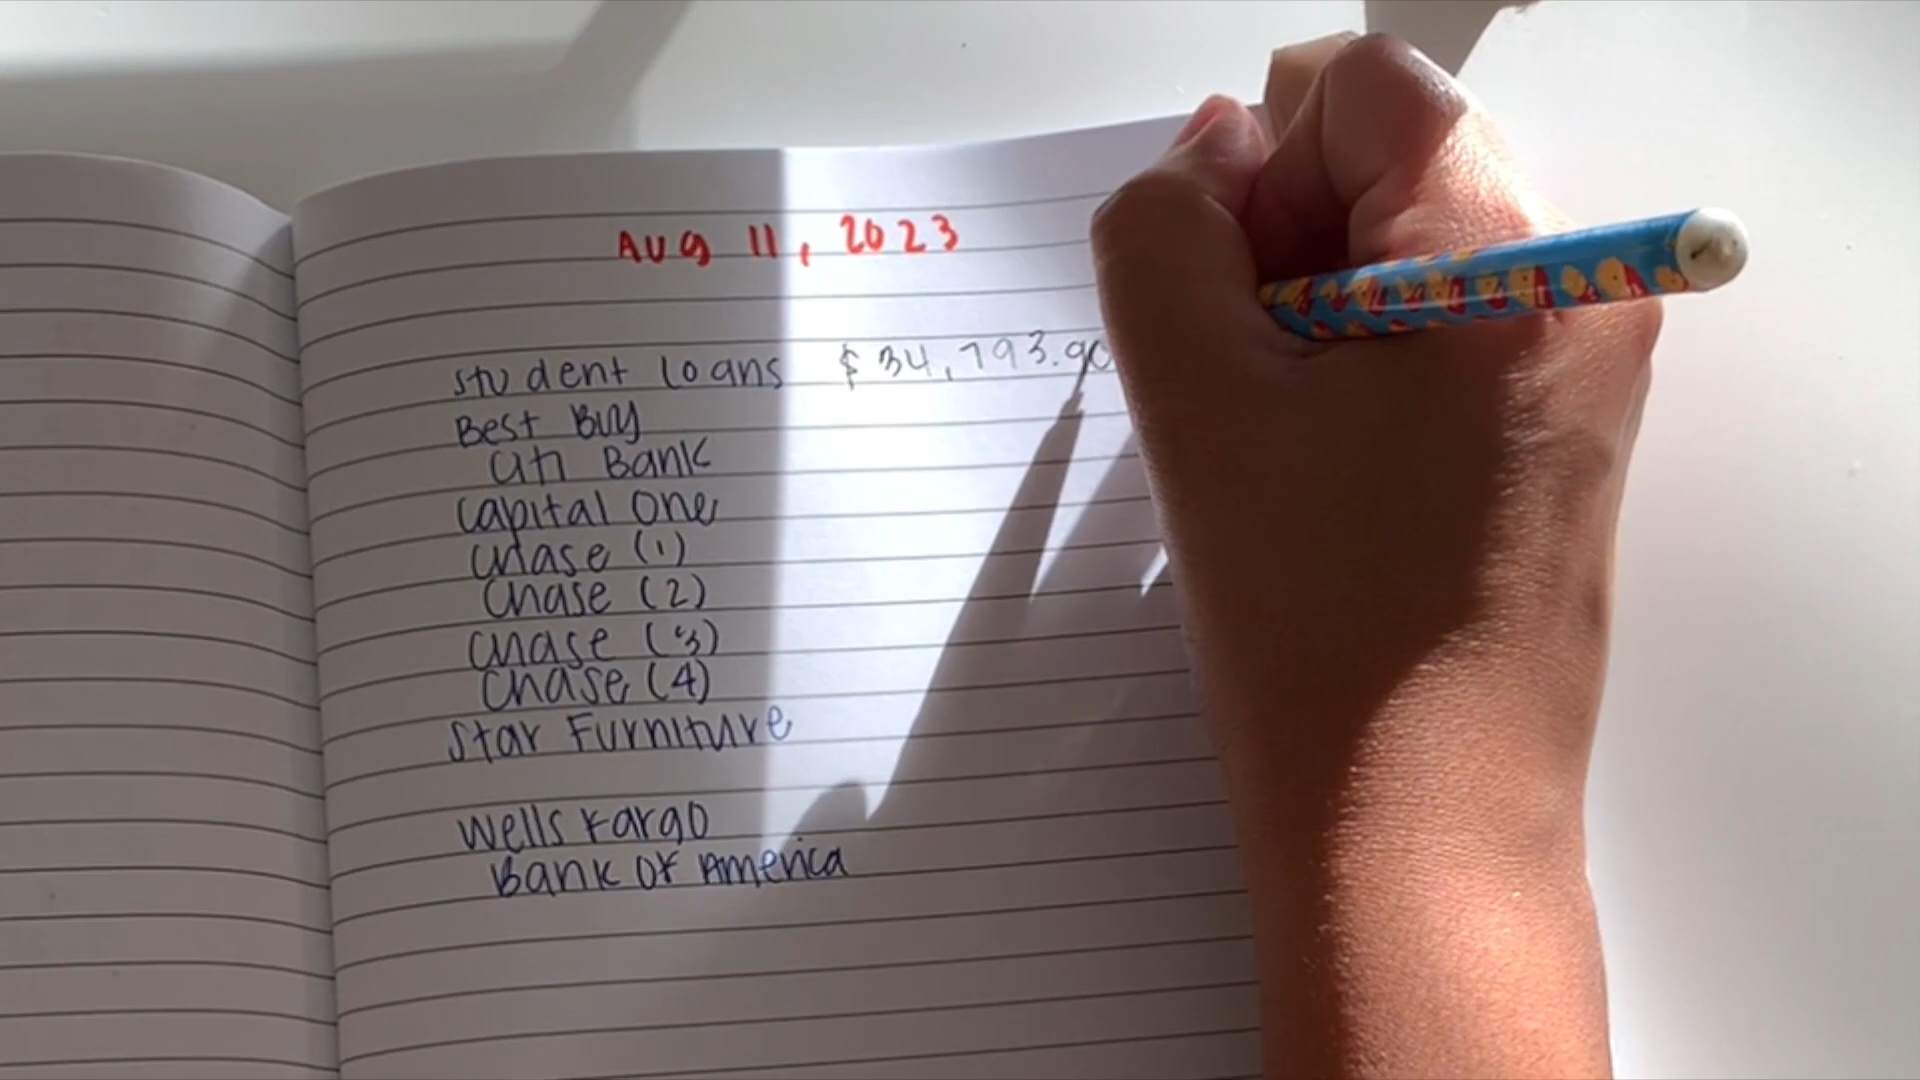 Aug 11, 2023
student loans $34,793.90
Best Buy
Citi Bank
Capital One
Chase (1)
Chase (2)
Chase (3)
Chase (4)
Star Furniture
Wells Fargo
Bank of America